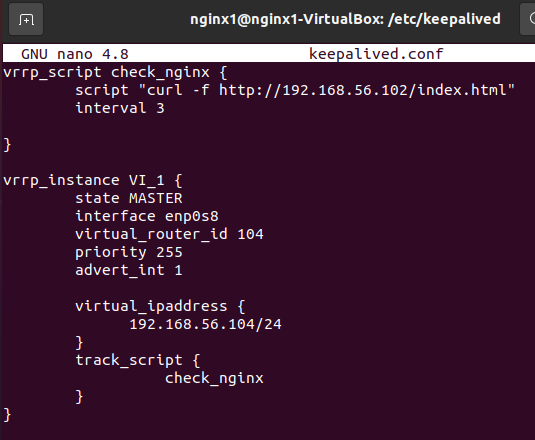 nginx1@nginx1-VirtualBox: /etc/keepalived
GNU nano 4.8 keepalived.conf
vrrp_script check_nginx {
script "curl -f http://192.168.56.102/index.html"
interval 3
}
vrrp_instance VI_1 {
state MASTER
interface enp0s8
virtual_router_id 104
priority 255
advert_int 1
virtual_ipaddress {
192.168.56.104/24
}
track_script {
check_nginx
}
}